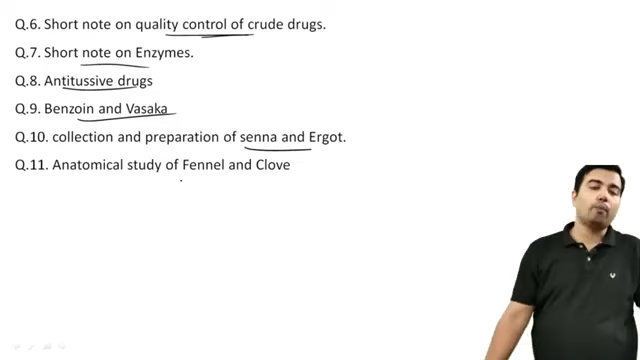 Q.6. Short note on quality control of crude drugs.
Q.7. Short note on Enzymes.
Q.8. Antitussive drugs
Q.9. Benzoin and Vasaka
Q.10. collection and preparation of senna and Ergot.
Q.11. Anatomical study of Fennel and Clove